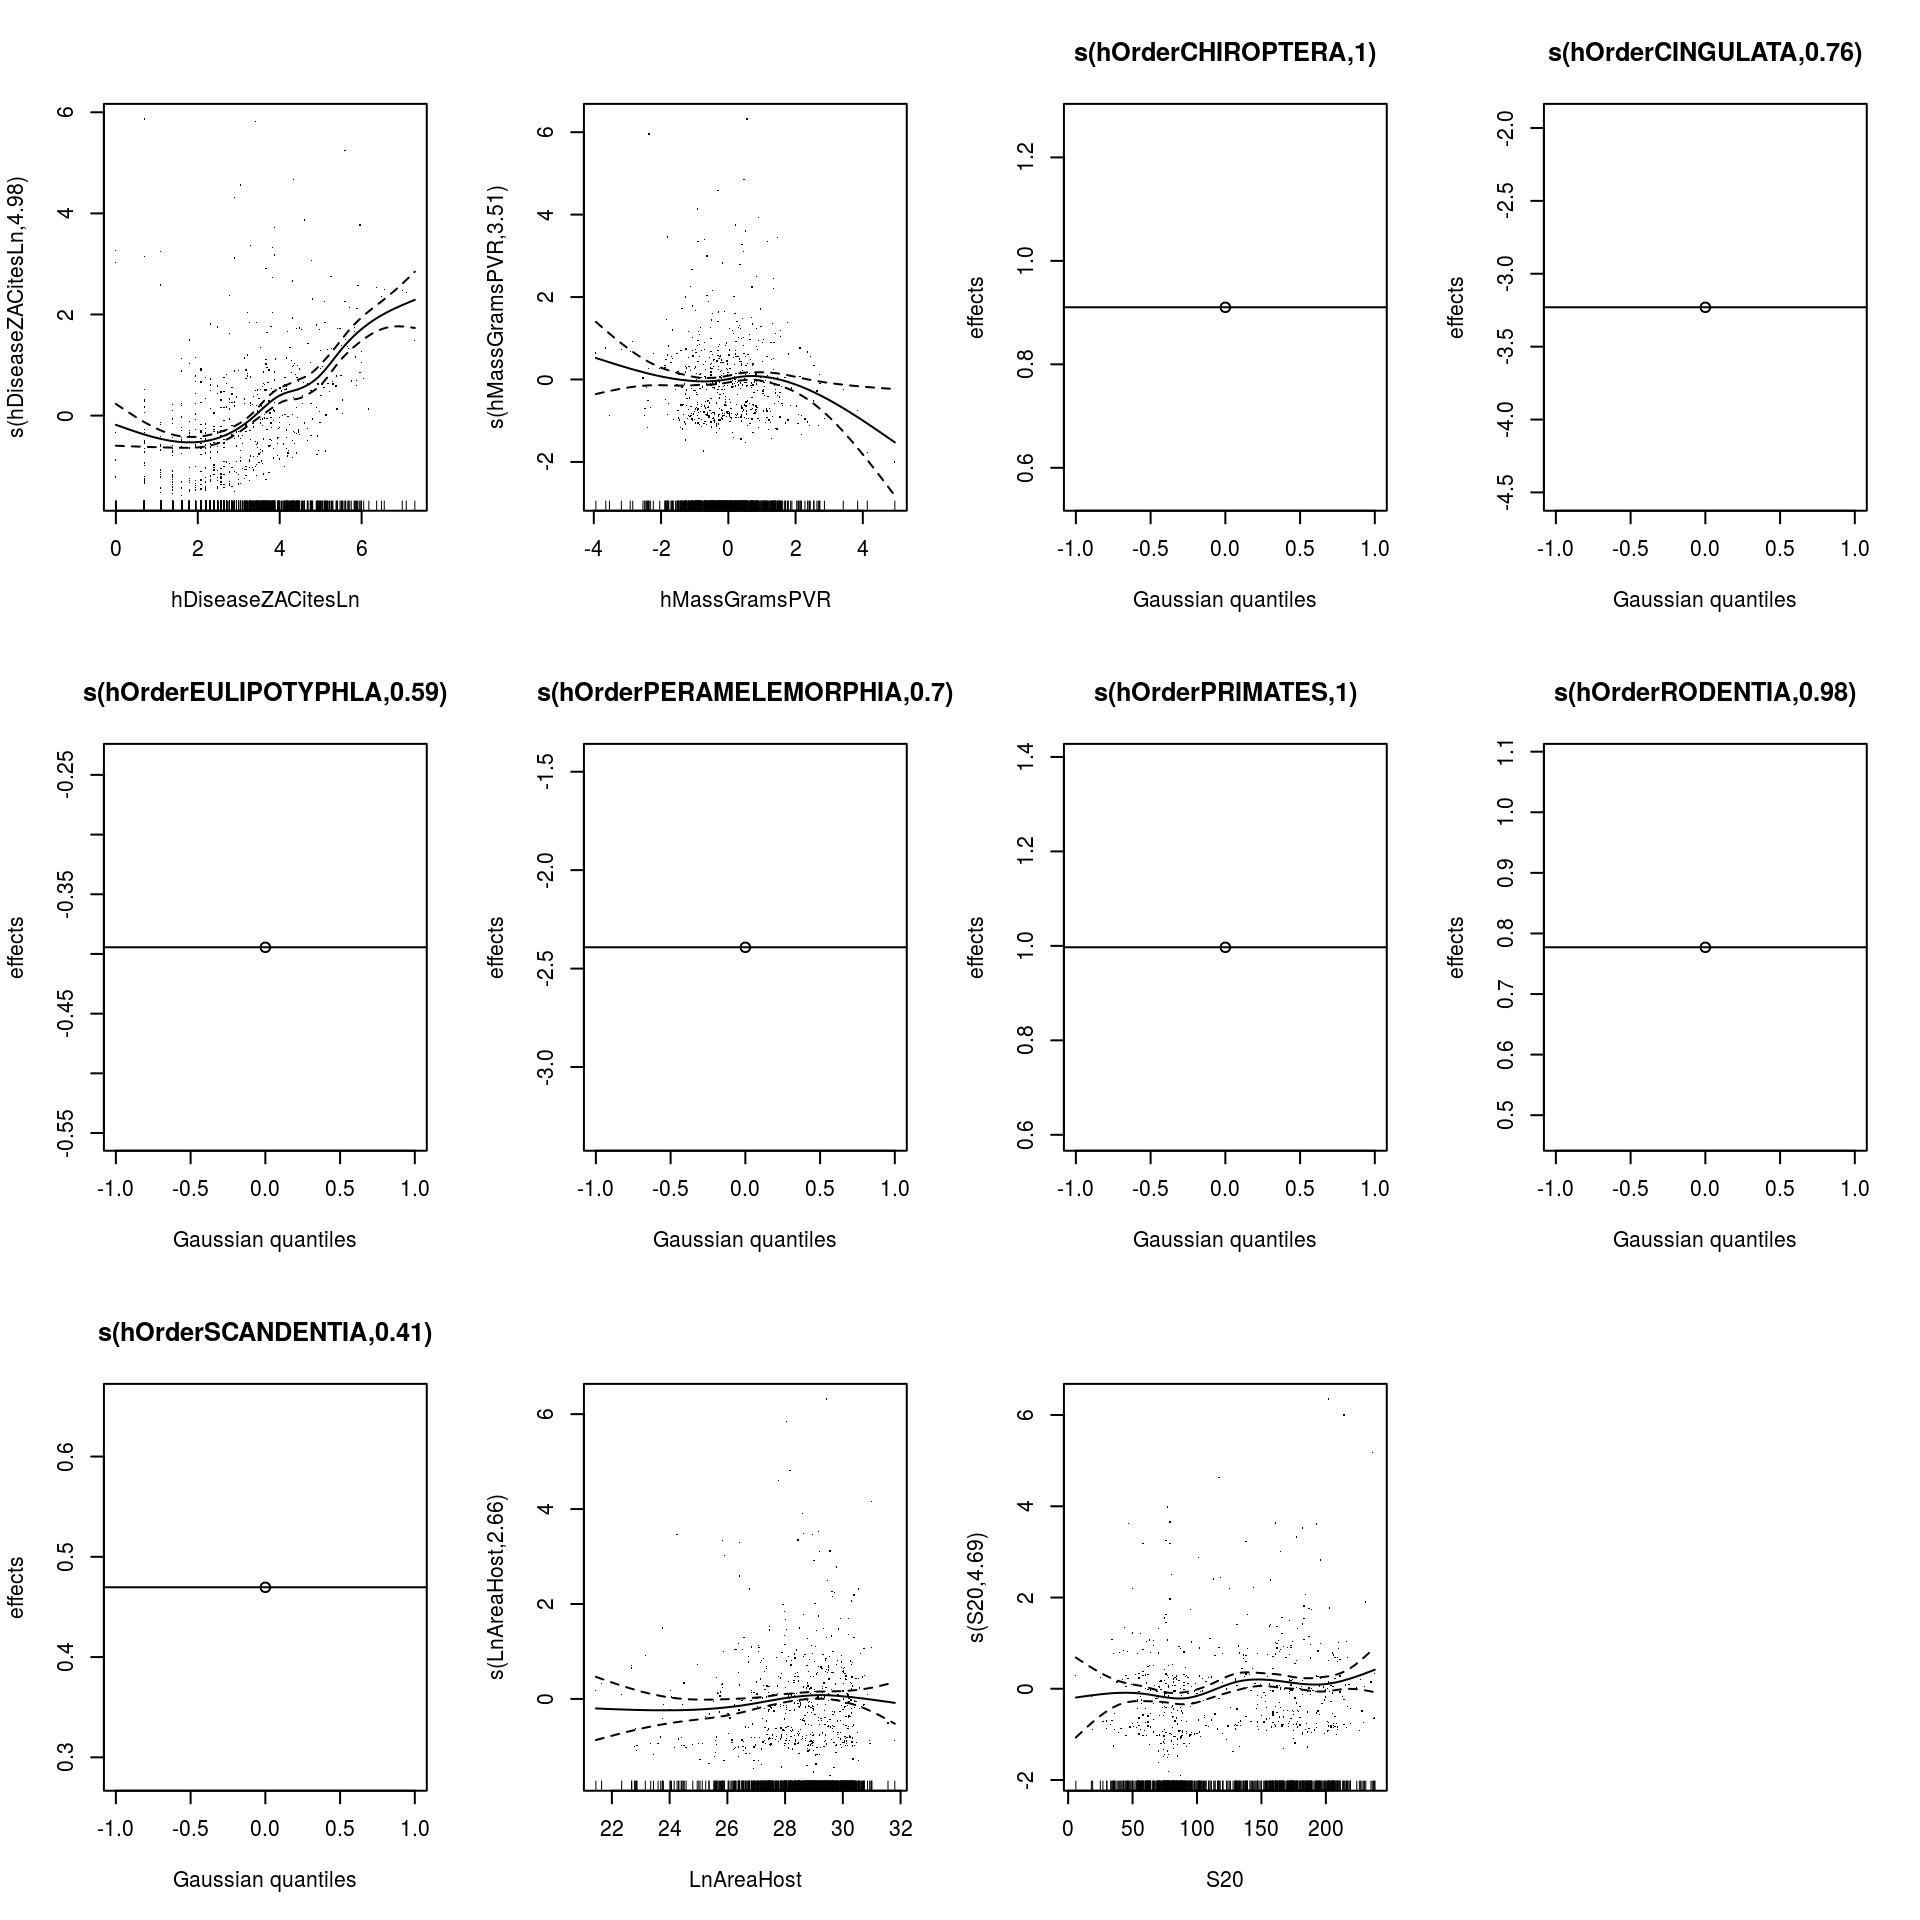 s(hOrderCHIROPTERA,1)
s(hOrderCINGULATA,0.76)
s(hDiseaseZACitesLn,4.98)
6
4
2
0
0 2 4 6
hDiseaseZACitesLn
s(hMassGramsPVR,3.51)
6
4
2
0
-2
-4 -2 0 2 4
hMassGramsPVR
effects
1.2
1.0
0.8
0.6
-1.0 -0.5 0.0 0.5 1.0
Gaussian quantiles
effects
-2.0
-2.5
-3.0
-3.5
-4.0
-4.5
-1.0 -0.5 0.0 0.5 1.0
Gaussian quantiles
s(hOrderEULIPOTYPHLA,0.59)
effects
-0.25
-0.35
-0.45
-0.55
-1.0 -0.5 0.0 0.5 1.0
Gaussian quantiles
s(hOrderPERAMELEMORPHIA,0.7)
effects
-1.5
-2.0
-2.5
-3.0
-1.0 -0.5 0.0 0.5 1.0
Gaussian quantiles
s(hOrderPRIMATES,1)
effects
1.4
1.2
1.0
0.8
0.6
-1.0 -0.5 0.0 0.5 1.0
Gaussian quantiles
s(hOrderRODENTIA,0.98)
effects
1.1
1.0
0.9
0.8
0.7
0.6
0.5
-1.0 -0.5 0.0 0.5 1.0
Gaussian quantiles
s(hOrderSCANDENTIA,0.41)
effects
0.6
0.5
0.4
0.3
-1.0 -0.5 0.0 0.5 1.0
Gaussian quantiles
s(LnAreaHost,2.66)
6
4
2
0
22 24 26 28 30 32
LnAreaHost
s(S20,4.69)
6
4
2
0
-2
0 50 100 150 200
S20